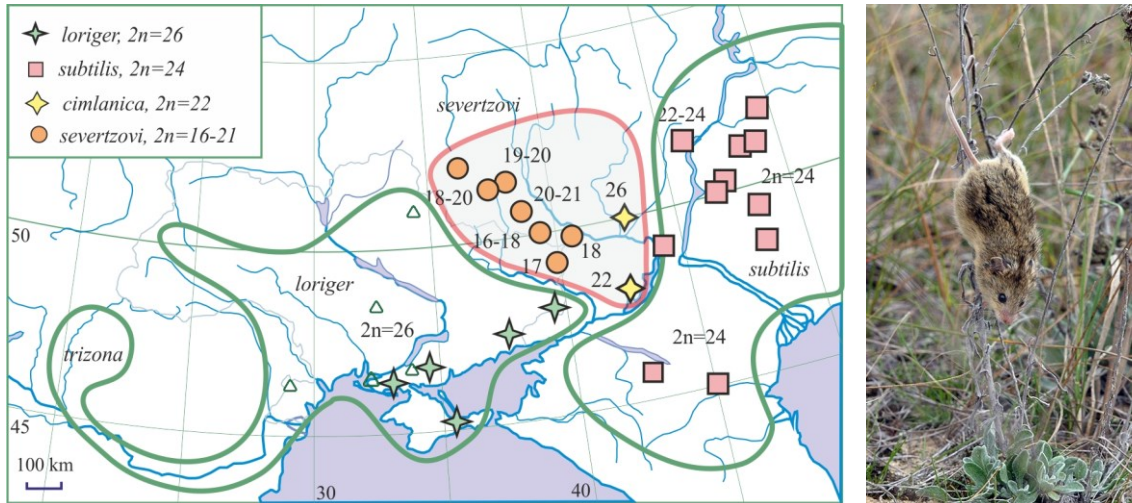 loriger, 2n=26
subtilis, 2n=24
cimlanica, 2n=22
severtzovi, 2n=16-21
severtzovi
22-24
19-20
18-20
20-21
26
2n=24
50
16-18
18
17
subtilis
loriger
22
2n=26
2n=24
trizona
45
100 km
30
40